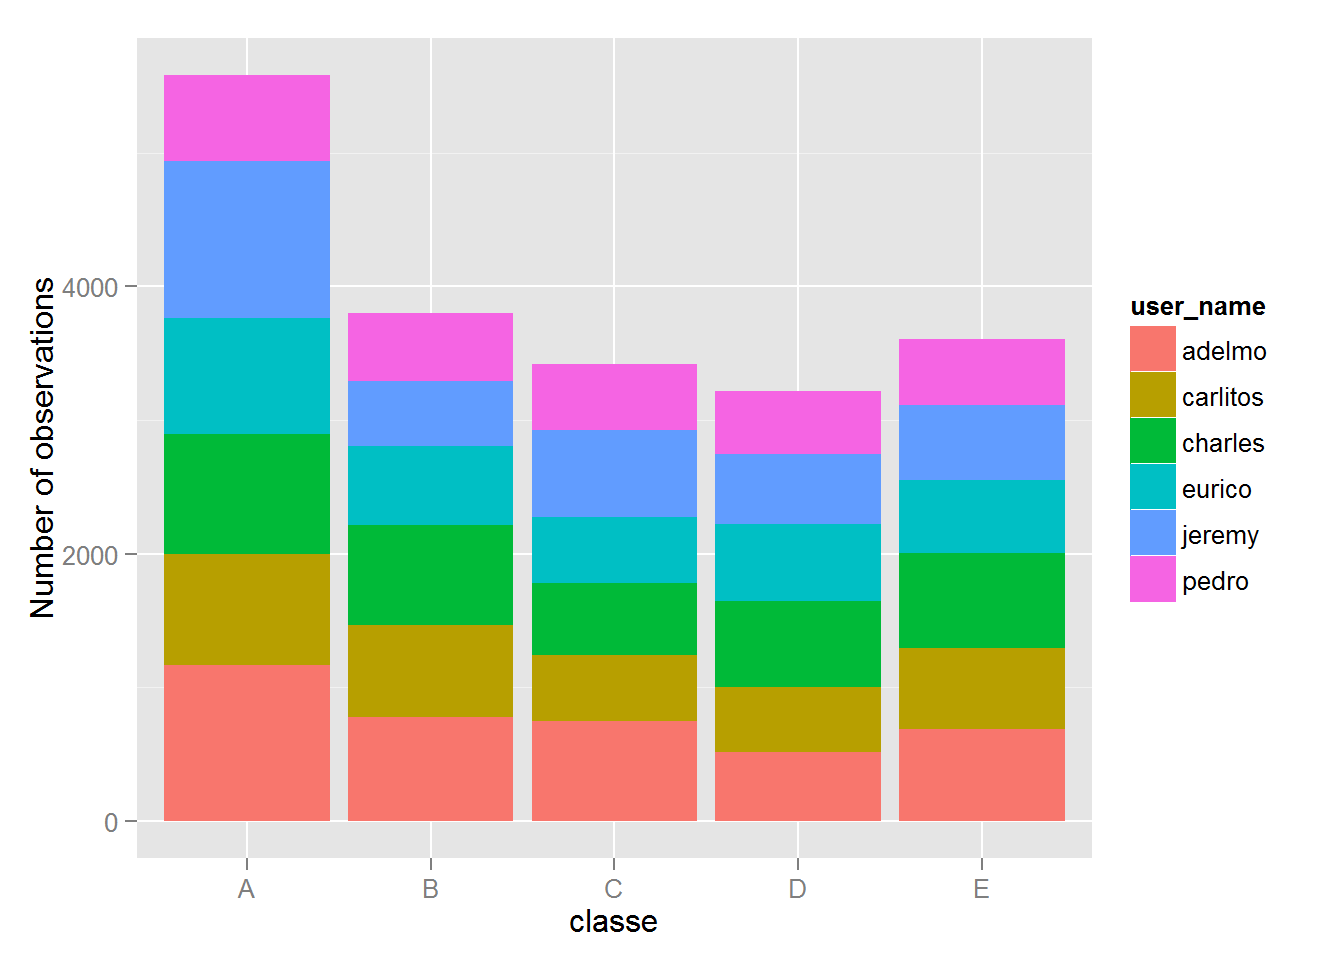 Number of observations
4000
2000
0
A B C D E
classe
user_name
adelmo
carlitos
charles
eurico
jeremy
pedro